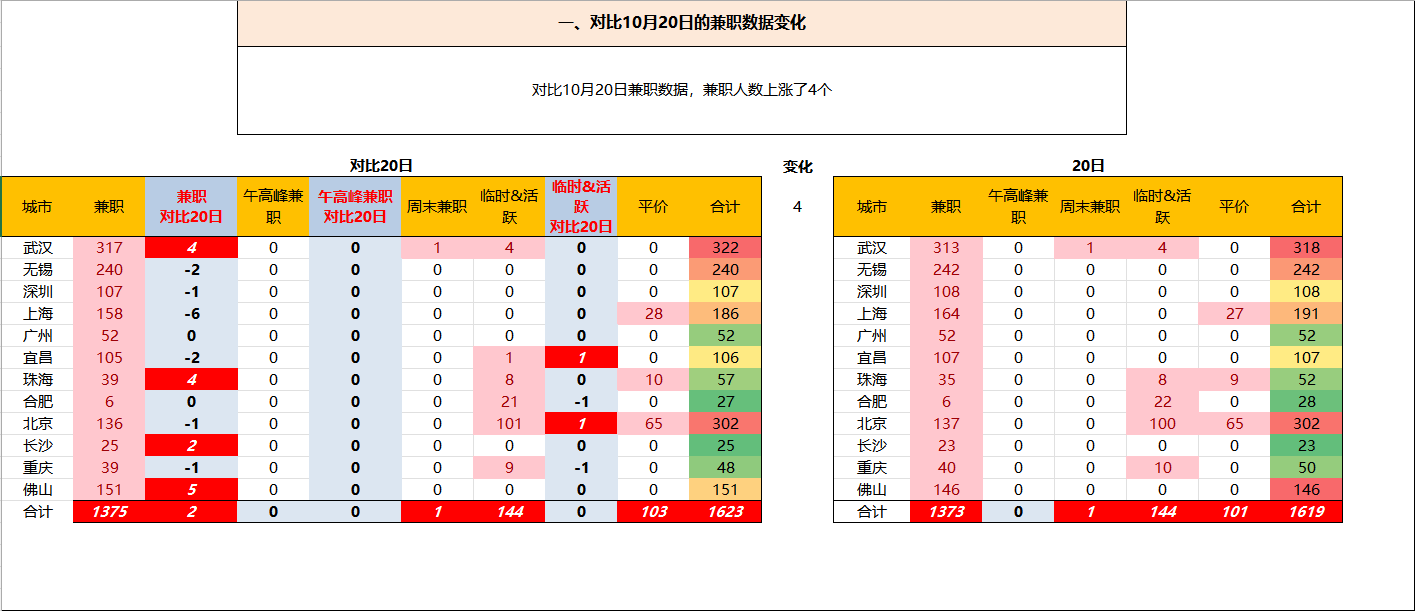 一、对比10月20日的兼职数据变化
对比10月20日兼职数据，兼职人数上涨了4个
对比20日 变化 20日
城市 兼职 兼职 对比20日 午高峰兼职 午高峰兼职 对比20日 周末兼职 临时&活跃 临时&活跃 对比20日 平价 合计 4 城市 兼职 午高峰兼职 周末兼职 临时&活跃 平价 合计
武汉 317 4 0 0 1 4 0 0 322 武汉 313 0 1 4 0 318
无锡 240 -2 0 0 0 0 0 0 240 无锡 242 0 0 0 0 242
深圳 107 -1 0 0 0 0 0 0 107 深圳 108 0 0 0 0 108
上海 158 -6 0 0 0 0 0 28 186 上海 164 0 0 0 27 191
广州 52 0 0 0 0 0 0 0 52 广州 52 0 0 0 0 52
宜昌 105 -2 0 0 0 1 1 0 106 宜昌 107 0 0 0 0 107
珠海 39 4 0 0 0 8 0 10 57 珠海 35 0 0 8 9 52
合肥 6 0 0 0 0 21 -1 0 27 合肥 6 0 0 22 0 28
北京 136 -1 0 0 0 101 1 65 302 北京 137 0 0 100 65 302
长沙 25 2 0 0 0 0 0 0 25 长沙 23 0 0 0 0 23
重庆 39 -1 0 0 0 9 -1 0 48 重庆 40 0 0 10 0 50
佛山 151 5 0 0 0 0 0 0 151 佛山 146 0 0 0 0 146
合计 1375 2 0 0 1 144 0 103 1623 合计 1373 0 1 144 101 1619